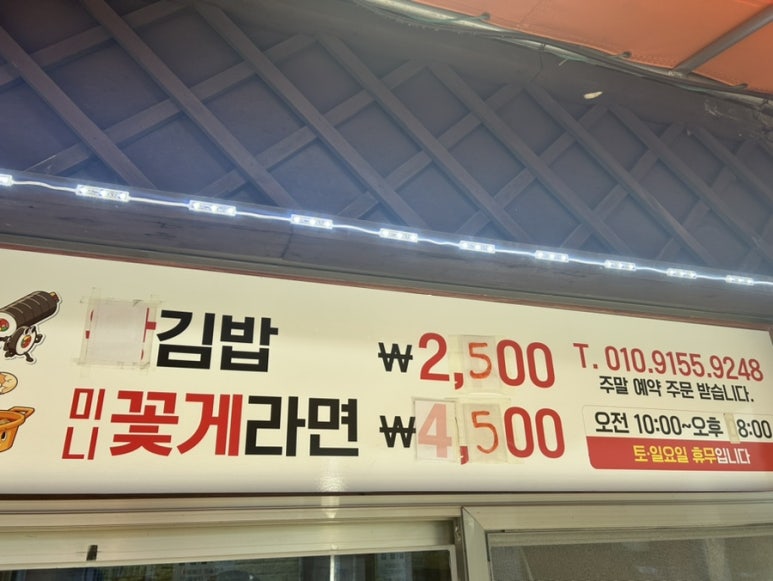 김밥 ₩2,500
미니 꽃게라면 ₩4,500
T. 010.9155.9248
주말 예약 주문 받습니다.
오전 10:00~오후 8:00
토·일요일 휴무입니다